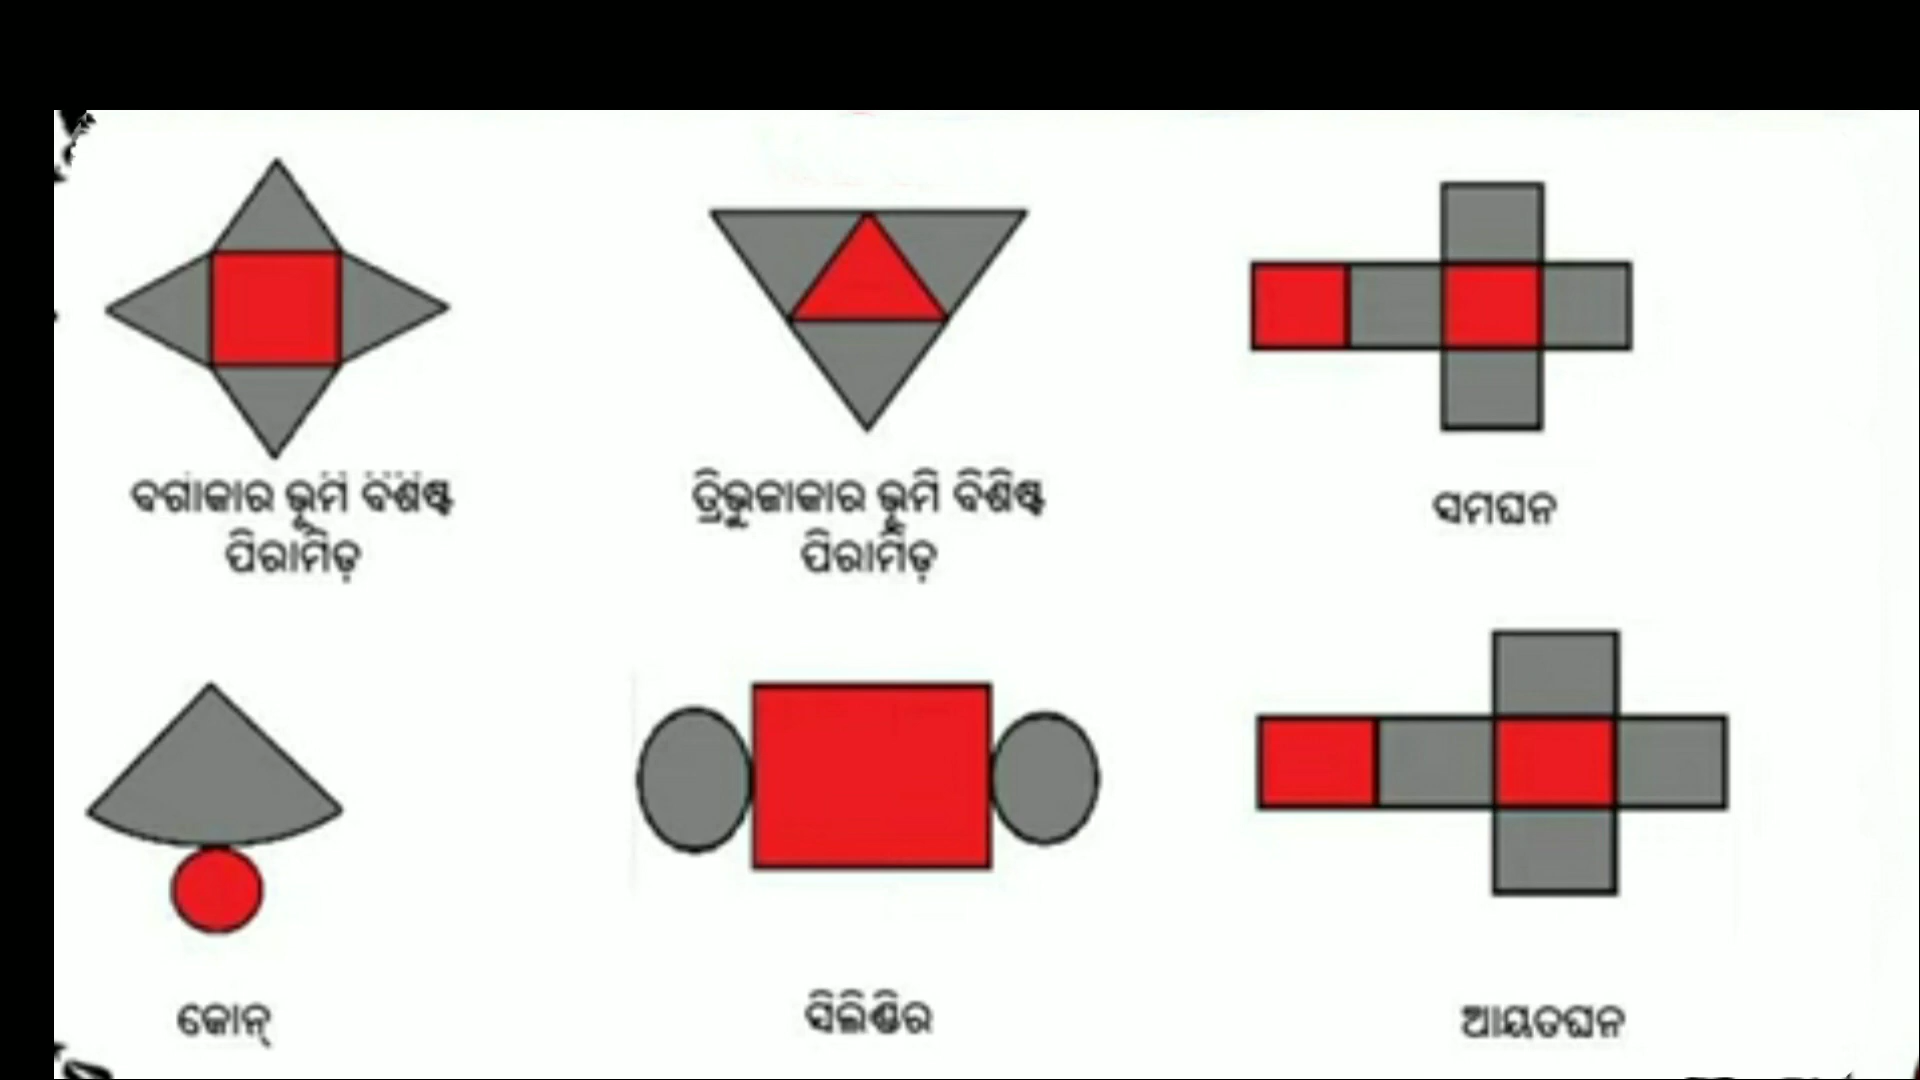 ବର୍ଗାକାର ଭୂମି ବିଶିଷ୍ଟ
ପିରାମିଡ଼
ତ୍ରିଭୁଜାକାର ଭୂମି ବିଶିଷ୍ଟ
ପିରାମିଡ଼
ସମଘନ
କୋନ୍
ସିଲିଣ୍ଡର
ଆୟତଘନ